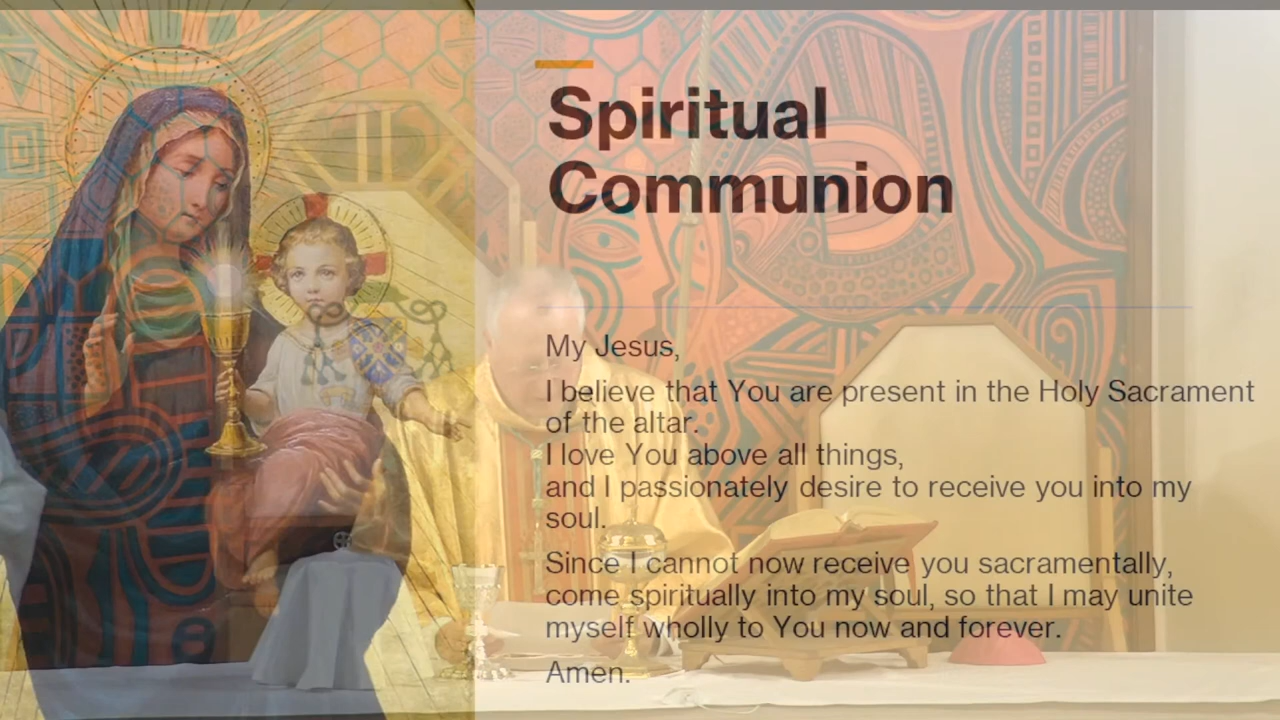 Spiritual
Communion
My Jesus,
I believe that You are present in the Holy Sacrament
of the altar.
I love You above all things,
and I passionately desire to receive you into my
soul.
Since I cannot now receive you sacramentally,
come spiritually into my soul, so that I may unite
myself wholly to You now and forever.
Amen.